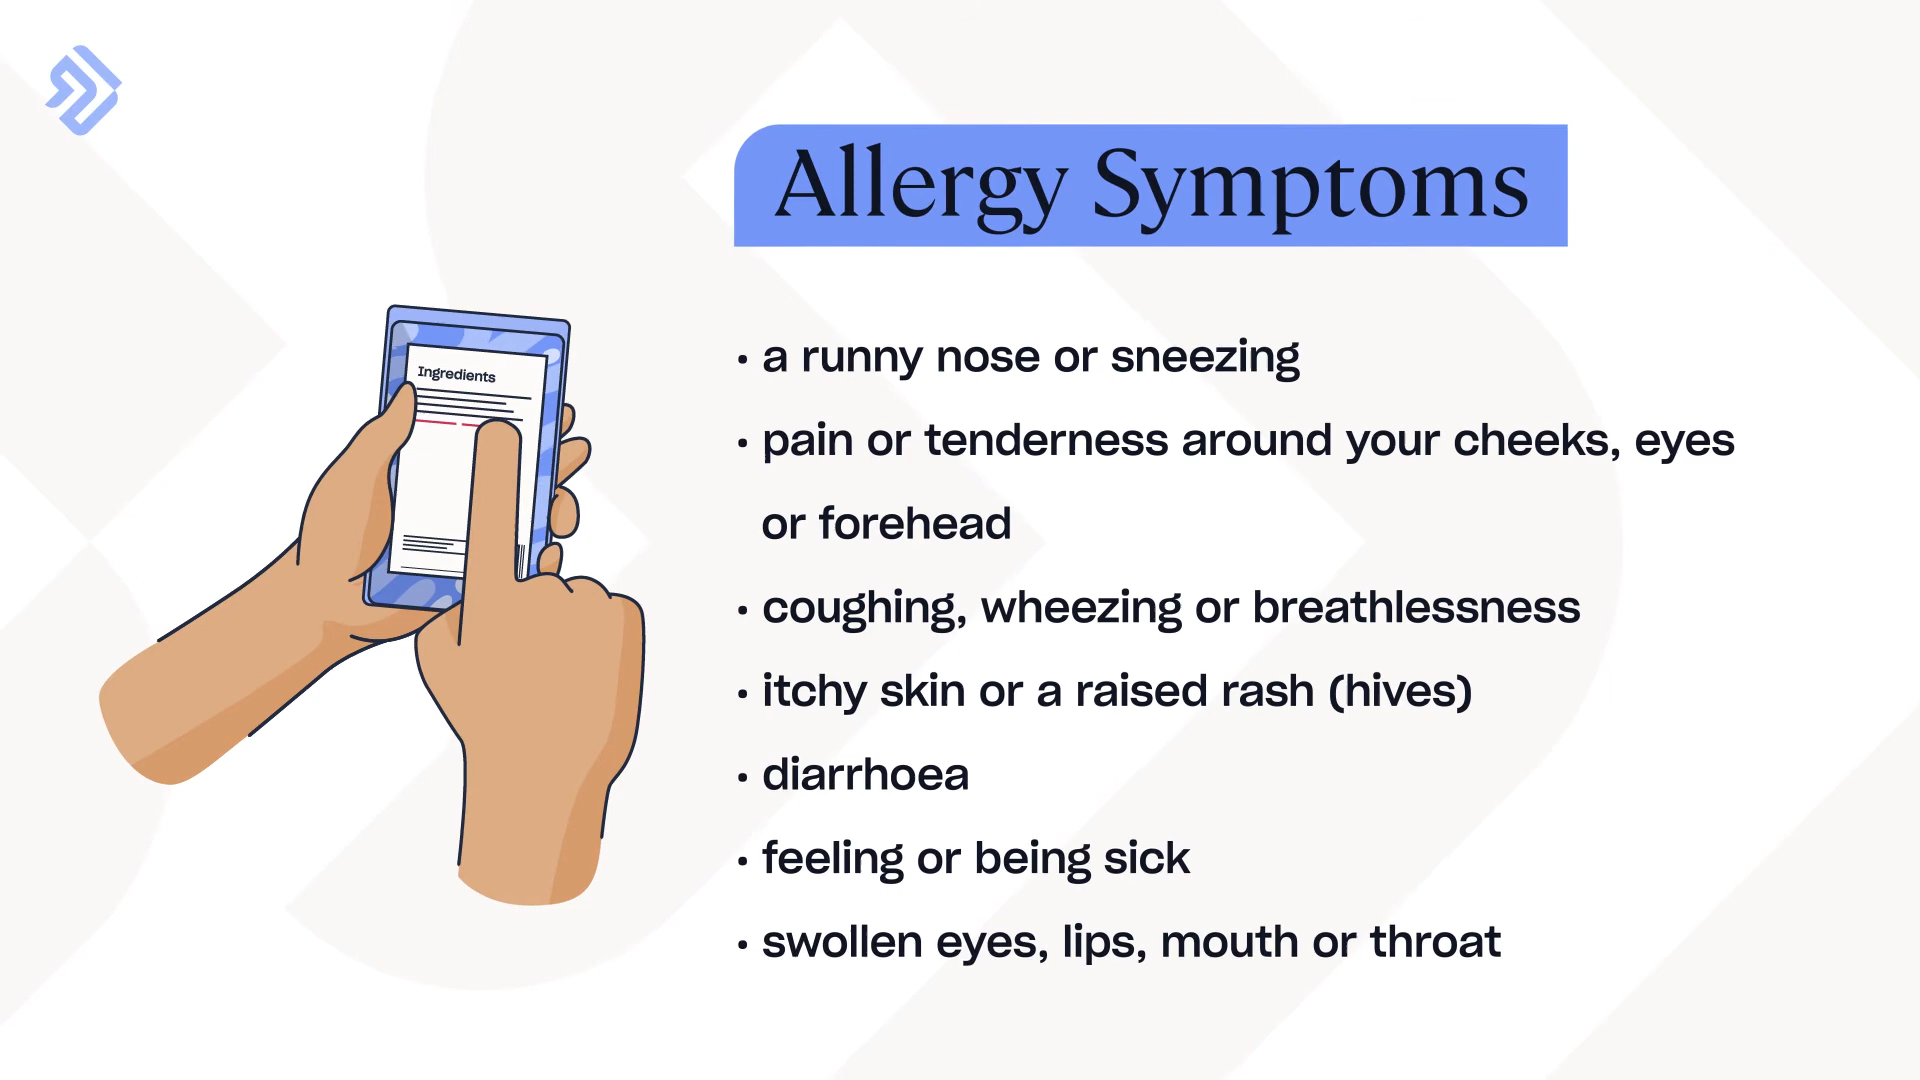 Allergy Symptoms
Ingredients
• a runny nose or sneezing
• pain or tenderness around your cheeks, eyes
or forehead
• coughing, wheezing or breathlessness
• itchy skin or a raised rash (hives)
• diarrhoea
• feeling or being sick
• swollen eyes, lips, mouth or throat